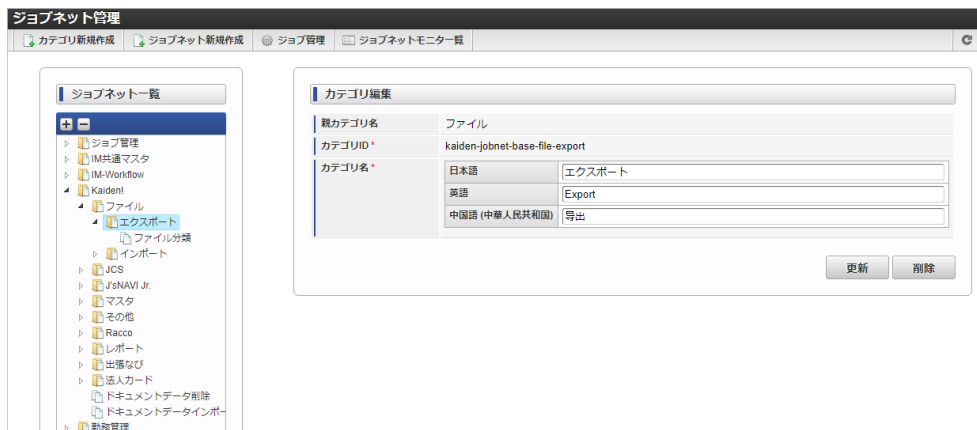 ジョブネット管理
カテゴリ新規作成 ジョブネット新規作成 ジョブ管理 ジョブネットモニター覧
ジョブネット一覧
ジョブ管理
IM共通マスタ
IM-Workflow
Kaiden!
ファイル
エクスポート
ファイル分類
インポート
JCS
J'sNAVI Jr.
マスタ
その他
Racco
レポート
出張なび
法人カード
ドキュメントデータ削除
ドキュメントデータインポー
勤務管理
カテゴリ編集
親カテゴリ名 ファイル
カテゴリID * kaiden-jobnet-base-file-export
カテゴリ名 *
日本語 エクスポート
英語 Export
中国語 (中華人民共和国) 导出
更新 削除